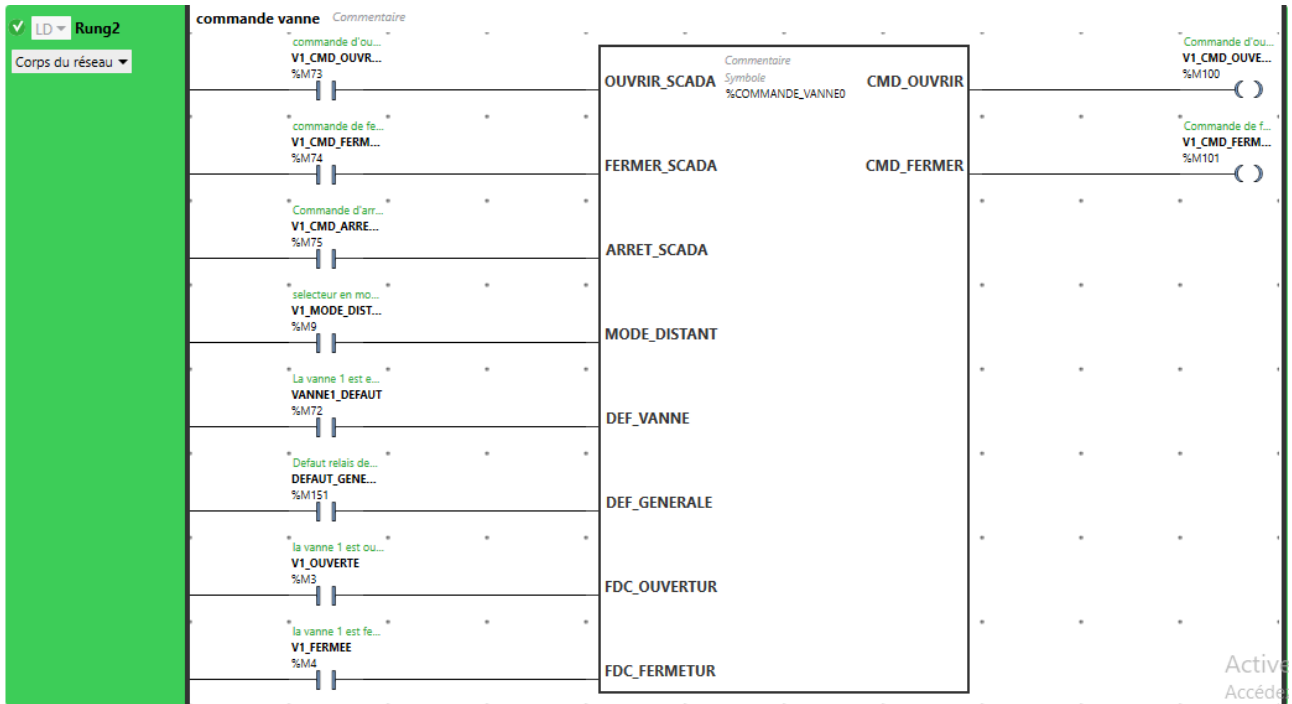 LD Rung2
Corps du réseau
commande vanne Commentaire
commande d'ou...
V1_CMD_OUVR...
%M73
commande de fe...
V1_CMD_FERM...
%M74
Commande d'arr...
V1_CMD_ARRE...
%M75
selecteur en mo...
V1_MODE_DIST...
%M9
La vanne 1 est e...
VANNE1_DEFAUT
%M72
Defaut relais de...
DEFAUT_GENE...
%M151
la vanne 1 est ou...
V1_OUVERTE
%M3
la vanne 1 est fe...
V1_FERMEE
%M4
Commentaire
Symbole
%COMMANDE_VANNE0
OUVRIR_SCADA
FERMER_SCADA
ARRET_SCADA
MODE_DISTANT
DEF_VANNE
DEF_GENERALE
FDC_OUVERTUR
FDC_FERMETUR
CMD_OUVRIR
CMD_FERMER
Commande d'ou...
V1_CMD_OUVE...
%M100
Commande de f...
V1_CMD_FERM...
%M101
Active
Accéde